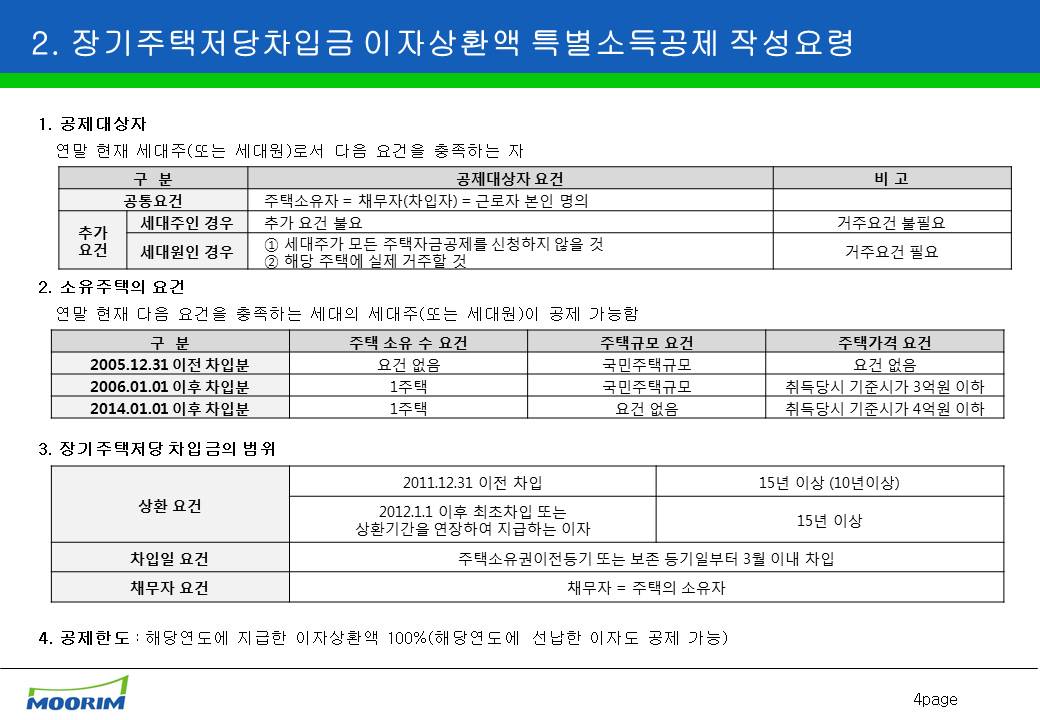 2. 장기주택저당차입금 이자상환액 특별소득공제 작성요령
1. 공제대상자
연말 현재 세대주(또는 세대원)로서 다음 요건을 충족하는 자
구 분 공제대상자 요건 비 고
공통요건 주택소유자 = 채무자(차입자) = 근로자 본인 명의
추가 요건
세대주인 경우 추가 요건 불요 거주요건 불필요
세대원인 경우 ① 세대주가 모든 주택자금공제를 신청하지 않을 것
② 해당 주택에 실제 거주할 것
거주요건 필요
2. 소유주택의 요건
연말 현재 다음 요건을 충족하는 세대의 세대주(또는 세대원)이 공제 가능함
구 분 주택 소유 수 요건 주택규모 요건 주택가격 요건
2005.12.31 이전 차입분 요건 없음 국민주택규모 요건 없음
2006.01.01 이후 차입분 1주택 국민주택규모 취득당시 기준시가 3억원 이하
2014.01.01 이후 차입분 1주택 요건 없음 취득당시 기준시가 4억원 이하
3. 장기주택저당 차입금의 범위
상환 요건
2011.12.31 이전 차입 15년 이상 (10년이상)
2012.1.1 이후 최초차입 또는
상환기간을 연장하여 지급하는 이자
15년 이상
차입일 요건 주택소유권이전등기 또는 보존 등기일부터 3월 이내 차입
채무자 요건 채무자 = 주택의 소유자
4. 공제한도 : 해당연도에 지급한 이자상환액 100%(해당연도에 선납한 이자도 공제 가능)
MOORIM
4page